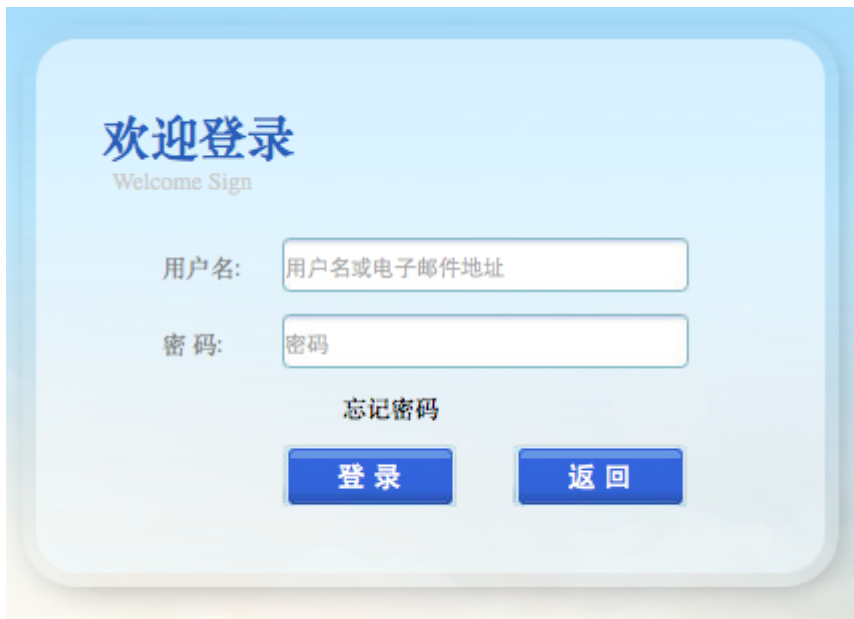 欢迎登录
Welcome Sign
用户名: 用户名或电子邮件地址
密 码: 密码
忘记密码
登 录 返 回